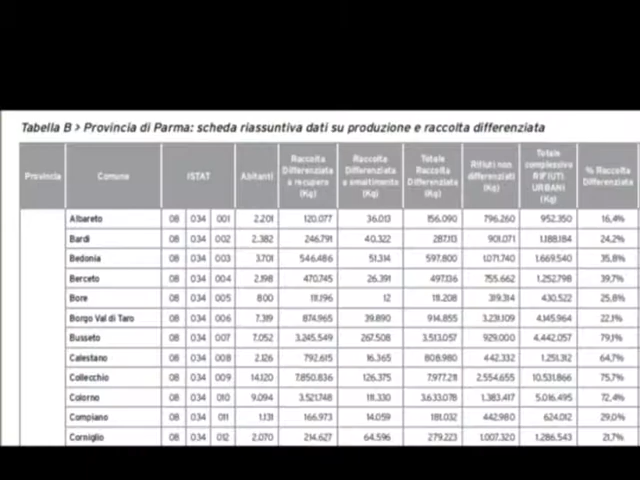 Tabella B > Provincia di Parma: scheda riassuntiva dati su produzione e raccolta differenziata
Provincia Comune ISTAT Abitanti Raccolta Differenziata a recupero (Kg) Raccolta Differenziata a smaltimento (Kg) Totale Raccolta Differenziata (Kg) Rifiuti non differenziati (Kg) Totale complessivo RIFIUTI URBANI (Kg) % Raccolta Differenziata
Albareto 08 034 001 2.201 120.077 36.013 156.090 796.260 952.350 16,4%
Bardi 08 034 002 2.382 246.791 40.322 287.113 901.071 1.188.184 24,2%
Bedonia 08 034 003 3.701 546.486 51.314 597.800 1.071.740 1.669.540 35,8%
Berceto 08 034 004 2.198 470.745 26.391 497.136 755.662 1.252.798 39,7%
Bore 08 034 005 800 111.196 12 111.208 319.314 430.522 25,8%
Borgo Val di Taro 08 034 006 7.319 874.965 39.890 914.855 3.231.109 4.145.964 22,1%
Busseto 08 034 007 7.052 3.245.549 267.508 3.513.057 929.000 4.442.057 79,1%
Calestano 08 034 008 2.126 792.615 16.365 808.980 442.332 1.251.312 64,7%
Collecchio 08 034 009 14.120 7.850.836 126.375 7.977.211 2.554.655 10.531.866 75,7%
Colorno 08 034 010 9.094 3.521.748 111.330 3.633.078 1.383.417 5.016.495 72,4%
Compiano 08 034 011 1.131 166.973 14.059 181.032 442.980 624.012 29,0%
Corniglio 08 034 012 2.070 214.627 64.596 279.223 1.007.320 1.286.543 21,7%